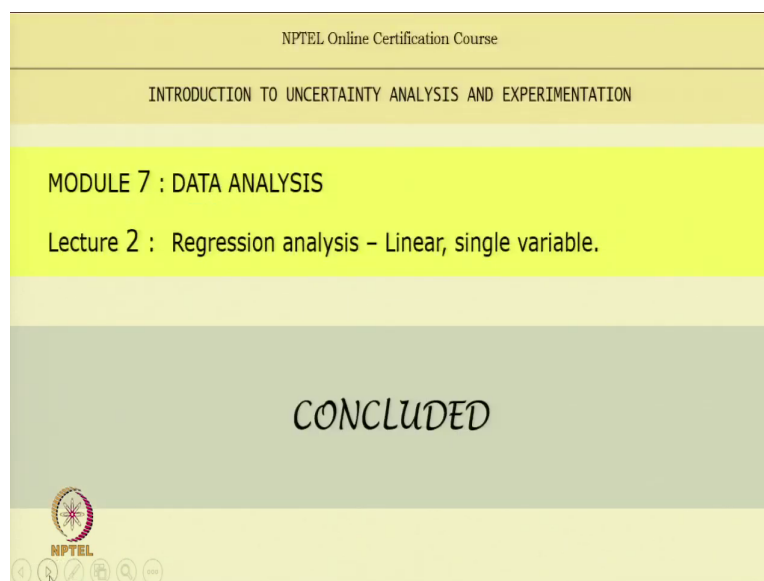 NPTEL Online Certification Course
INTRODUCTION TO UNCERTAINTY ANALYSIS AND EXPERIMENTATION
MODULE 7 : DATA ANALYSIS
Lecture 2 : Regression analysis – Linear, single variable.
CONCLUDED
NPTEL